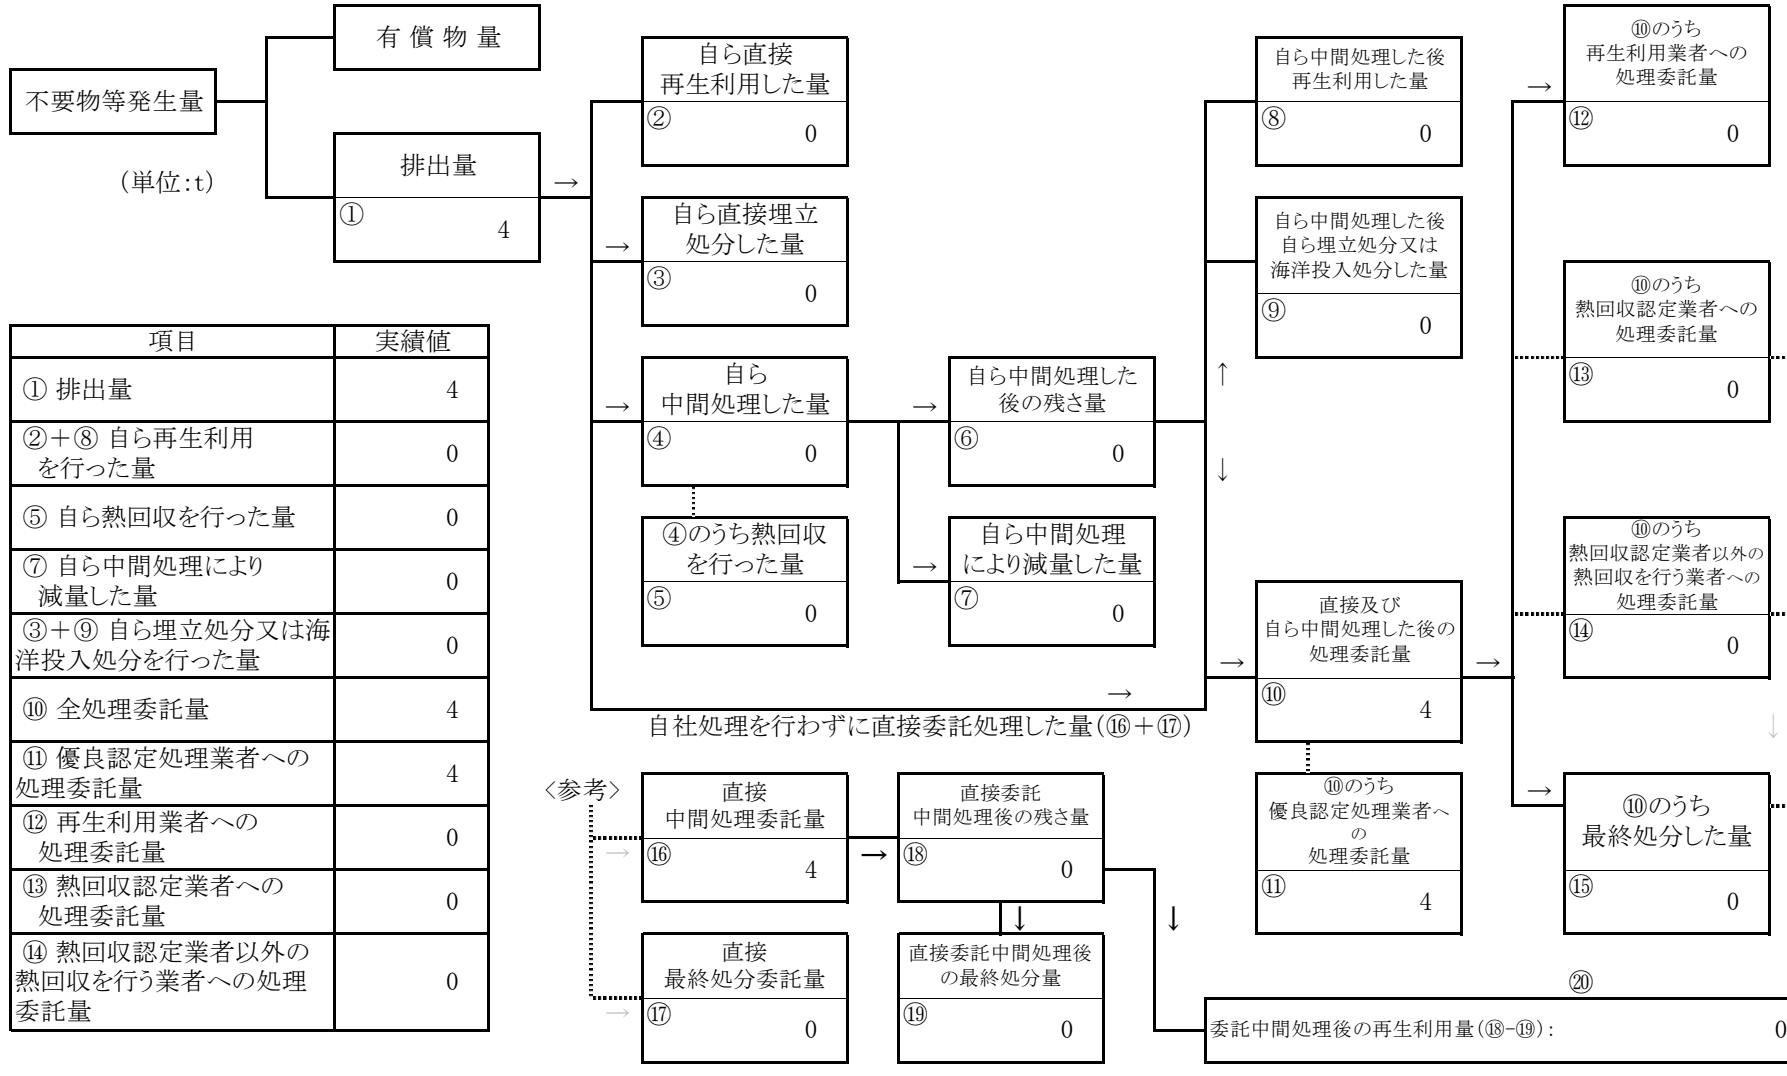 不要物等発生量
有償物量
(単位:t)
排出量
①
4
→
自ら直接
再生利用した量
②
0
→
自ら直接埋立
処分した量
③
0
→
自ら
中間処理した量
④
0
④のうち熱回収
を行った量
⑤
0
→
自ら中間処理した
後の残さ量
⑥
0
→
自ら中間処理
により減量した量
⑦
0
↑
↓
自ら中間処理した後
再生利用した量
⑧
0
自ら中間処理した後
自ら埋立処分又は
海洋投入処分した量
⑨
0
→
自社処理を行わずに直接委託処理した量(⑯+⑰)
→
直接及び
自ら中間処理した後の
処理委託量
⑩
4
⑩のうち
優良認定処理業者へ
の
処理委託量
⑪
4
→
→
⑩のうち
再生利用業者への
処理委託量
⑫
0
⑩のうち
熱回収認定業者への
処理委託量
⑬
0
⑩のうち
熱回収認定業者以外の
熱回収を行う業者への
処理委託量
⑭
0
↓
→
⑩のうち
最終処分した量
⑮
0
項目 実績値
① 排出量 4
②+⑧ 自ら再生利用
を行った量 0
⑤ 自ら熱回収を行った量 0
⑦ 自ら中間処理により
減量した量 0
③+⑨ 自ら埋立処分又は海
洋投入処分を行った量 0
⑩ 全処理委託量 4
⑪ 優良認定処理業者への
処理委託量 4
⑫ 再生利用業者への
処理委託量 0
⑬ 熱回収認定業者への
処理委託量 0
⑭ 熱回収認定業者以外の
熱回収を行う業者への処理
委託量 0
<参考>
→
直接
中間処理委託量
⑯
4
→
直接委託
中間処理後の残さ量
⑱
0
↓
↓
→
直接
最終処分委託量
⑰
0
直接委託中間処理後
の最終処分量
⑲
0
⑳
委託中間処理後の再生利用量(⑱-⑲): 0